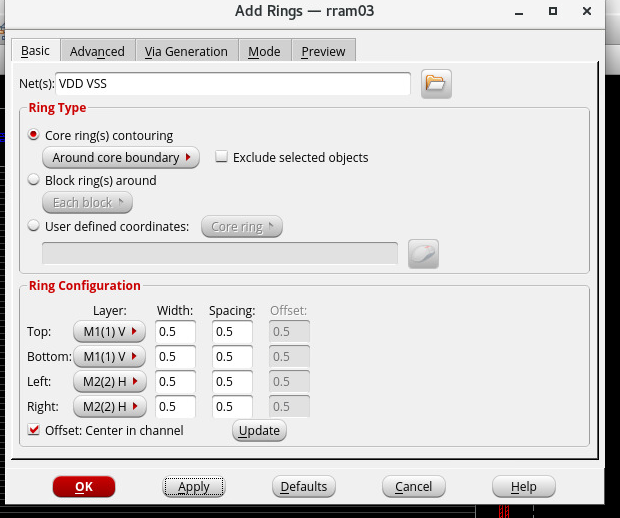 Add Rings — rram03
Basic Advanced Via Generation Mode Preview
Net(s): VDD VSS
Ring Type
Core ring(s) contouring
Around core boundary Exclude selected objects
Block ring(s) around
Each block
User defined coordinates: Core ring
Ring Configuration
Layer: Width: Spacing: Offset:
Top: M1(1) V 0.5 0.5 0.5
Bottom: M1(1) V 0.5 0.5 0.5
Left: M2(2) H 0.5 0.5 0.5
Right: M2(2) H 0.5 0.5 0.5
Offset: Center in channel Update
OK Apply Defaults Cancel Help